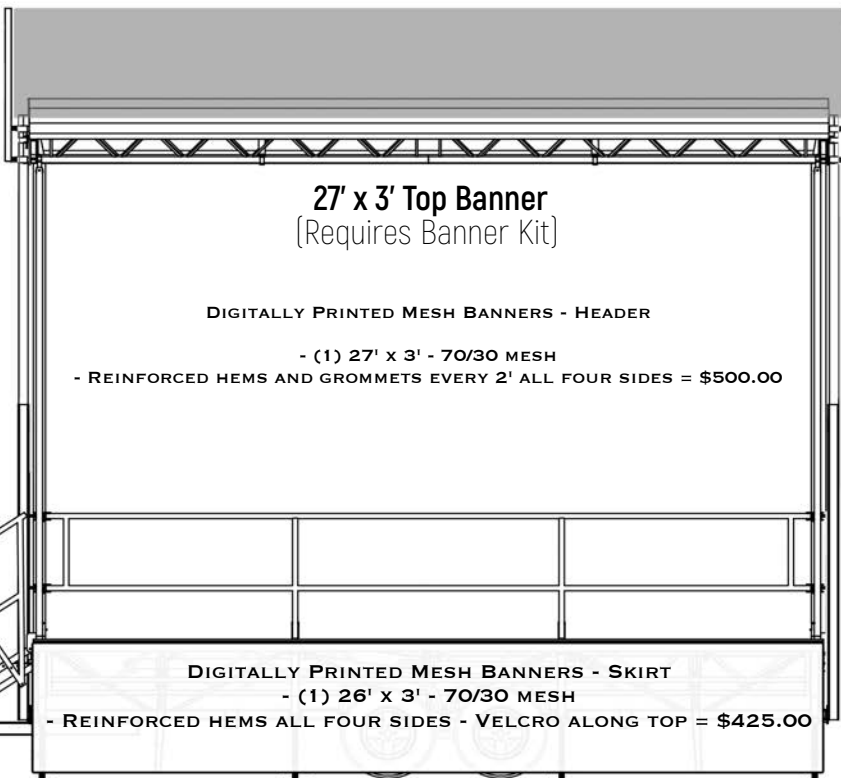 27' x 3' Top Banner
(Requires Banner Kit)
Digitally Printed Mesh Banners - Header
- (1) 27' x 3' - 70/30 mesh
- Reinforced hems and grommets every 2' all four sides = $500.00
Digitally Printed Mesh Banners - Skirt
- (1) 26' x 3' - 70/30 mesh
- Reinforced hems all four sides - Velcro along top = $425.00